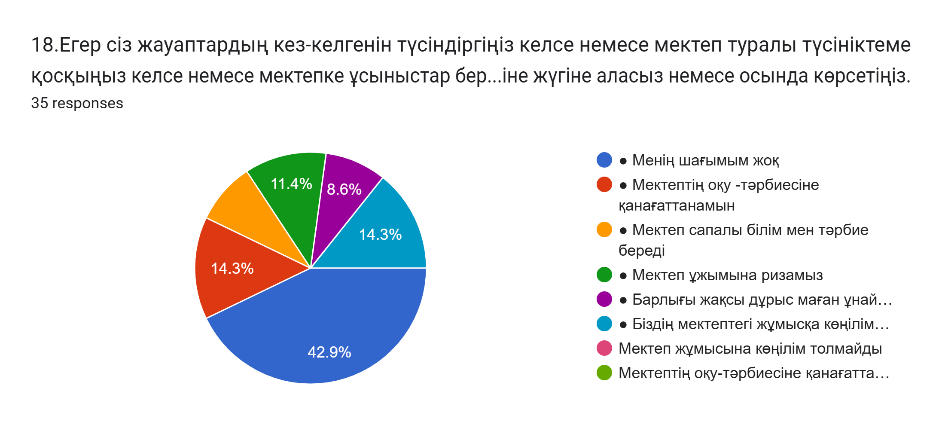 18.Егер сіз жауаптардың кез-келгенін түсіндіргіңіз келсе немесе мектеп туралы түсініктеме
қосқыңыз келсе немесе мектепке ұсыныстар бер...іне жүгіне аласыз немесе осында көрсетіңіз.
35 responses
11.4%
8.6%
14.3%
14.3%
42.9%
● Менің шағымым жоқ
● Мектептің оқу -тәрбиесіне
қанағаттанамын
● Мектеп сапалы білім мен тәрбие
береді
● Мектеп ұжымына ризамыз
● Барлығы жақсы дұрыс маған ұнай...
● Біздің мектептегі жұмысқа көңілім...
Мектеп жұмысына көңілім толмайды
Мектептің оқу-тәрбиесіне қанағатта...